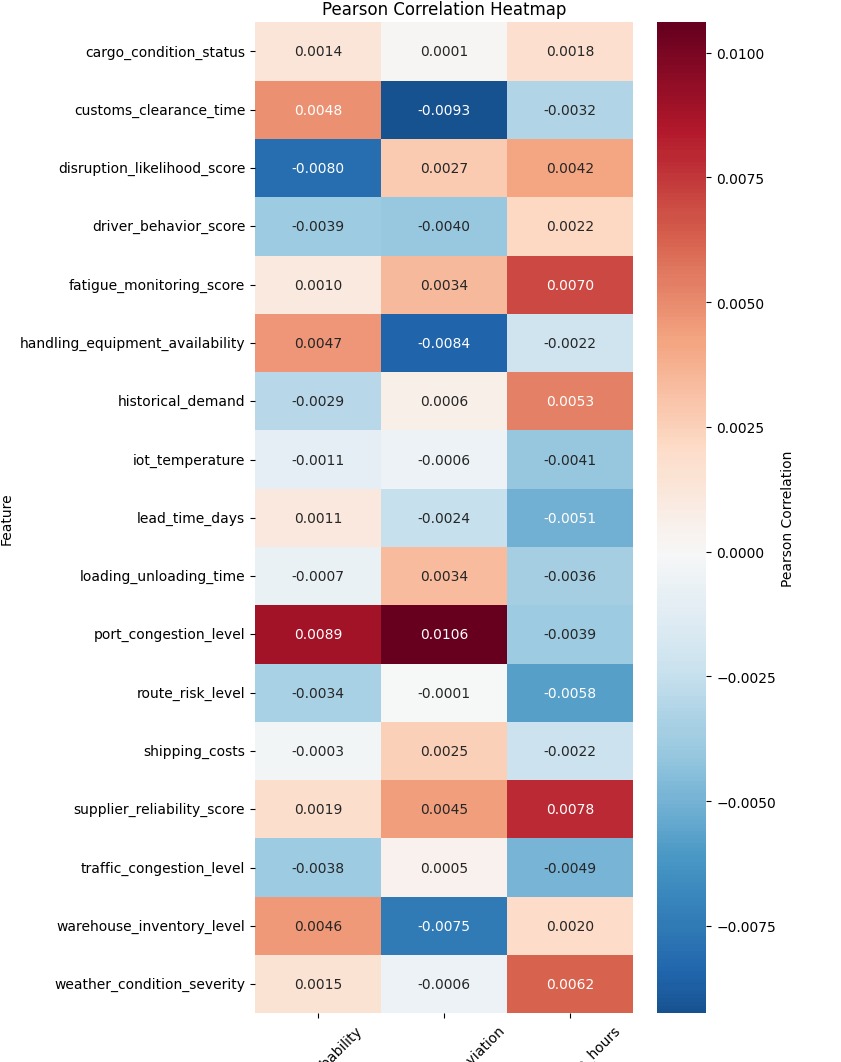 Pearson Correlation Heatmap
cargo_condition_status 0.0014 0.0001 0.0018
customs_clearance_time 0.0048 -0.0093 -0.0032
disruption_likelihood_score -0.0080 0.0027 0.0042
driver_behavior_score -0.0039 -0.0040 0.0022
fatigue_monitoring_score 0.0010 0.0034 0.0070
handling_equipment_availability 0.0047 -0.0084 -0.0022
historical_demand -0.0029 0.0006 0.0053
iot_temperature -0.0011 -0.0006 -0.0041
lead_time_days 0.0011 -0.0024 -0.0051
loading_unloading_time -0.0007 0.0034 -0.0036
port_congestion_level 0.0089 0.0106 -0.0039
route_risk_level -0.0034 -0.0001 -0.0058
shipping_costs -0.0003 0.0025 -0.0022
supplier_reliability_score 0.0019 0.0045 0.0078
traffic_congestion_level -0.0038 0.0005 -0.0049
warehouse_inventory_level 0.0046 -0.0075 0.0020
weather_condition_severity 0.0015 -0.0006 0.0062
Feature
0.0100
0.0075
0.0050
0.0025
0.0000
−0.0025
−0.0050
−0.0075
Pearson Correlation
hours